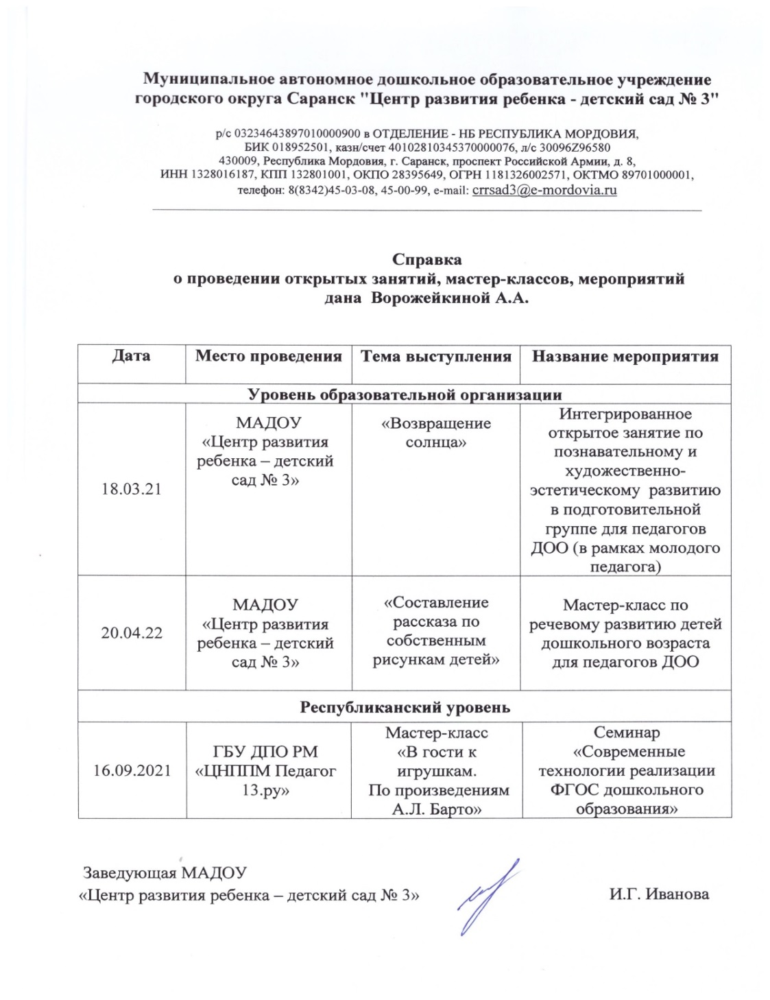 Муниципальное автономное дошкольное образовательное учреждение
городского округа Саранск "Центр развития ребенка - детский сад № 3"
р/с 03234643897010000900 в ОТДЕЛЕНИЕ - НБ РЕСПУБЛИКА МОРДОВИЯ,
БИК 018952501, казн/счет 40102810345370000076, л/с 30096Z96580
430009, Республика Мордовия, г. Саранск, проспект Российской Армии, д. 8,
ИНН 1328016187, КПП 132801001, ОКПО 28395649, ОГРН 1181326002571, ОКТМО 89701000001,
телефон: 8(8342)45-03-08, 45-00-99, e-mail: crrsad3@e-mordovia.ru
Справка
о проведении открытых занятий, мастер-классов, мероприятий
дана Ворожейкиной А.А.
Дата
Место проведения
Тема выступления
Название мероприятия
Уровень образовательной организации
18.03.21
МАДОУ
«Центр развития
ребенка – детский
сад № 3»
«Возвращение
солнца»
Интегрированное
открытое занятие по
познавательному и
художественно-
эстетическому развитию
в подготовительной
группе для педагогов
ДОО (в рамках молодого
педагога)
20.04.22
МАДОУ
«Центр развития
ребенка – детский
сад № 3»
«Составление
рассказа по
собственным
рисункам детей»
Мастер-класс по
речевому развитию детей
дошкольного возраста
для педагогов ДОО
Республиканский уровень
16.09.2021
ГБУ ДПО РМ
«ЦНППМ Педагог
13.ру»
Мастер-класс
«В гости к
игрушкам.
По произведениям
А.Л. Барто»
Семинар
«Современные
технологии реализации
ФГОС дошкольного
образования»
Заведующая МАДОУ
«Центр развития ребенка – детский сад № 3»
И.Г. Иванова